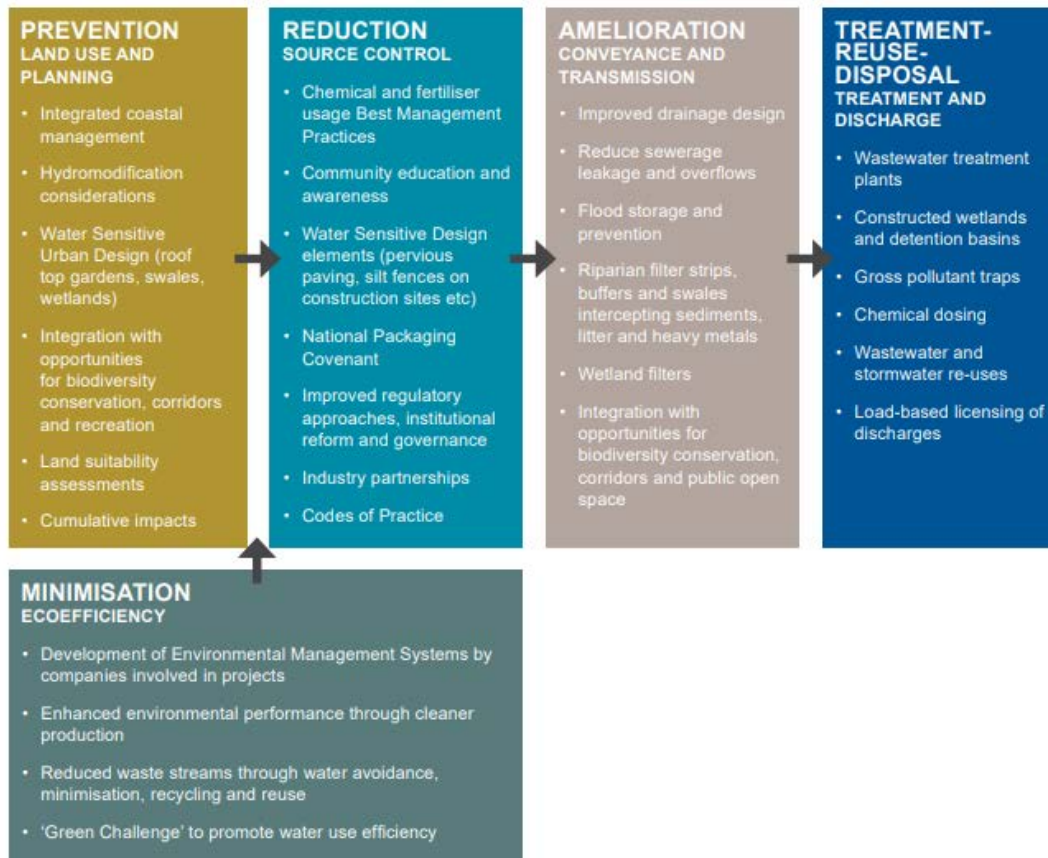 PREVENTION
LAND USE AND
PLANNING
• Integrated coastal
management
• Hydromodification
considerations
• Water Sensitive
Urban Design (roof
top gardens, swales,
wetlands)
• Integration with
opportunities
for biodiversity
conservation, corridors
and recreation
• Land suitability
assessments
• Cumulative impacts
REDUCTION
SOURCE CONTROL
• Chemical and fertiliser
usage Best Management
Practices
• Community education and
awareness
• Water Sensitive Design
elements (pervious
paving, silt fences on
construction sites etc)
• National Packaging
Covenant
• Improved regulatory
approaches, institutional
reform and governance
• Industry partnerships
• Codes of Practice
AMELIORATION
CONVEYANCE AND
TRANSMISSION
• Improved drainage design
• Reduce sewerage
leakage and overflows
• Flood storage and
prevention
• Riparian filter strips,
buffers and swales
intercepting sediments,
litter and heavy metals
• Wetland filters
• Integration with
opportunities for
biodiversity conservation,
corridors and public open
space
TREATMENT-
REUSE-
DISPOSAL
TREATMENT AND
DISCHARGE
• Wastewater treatment
plants
• Constructed wetlands
and detention basins
• Gross pollutant traps
• Chemical dosing
• Wastewater and
stormwater re-uses
• Load-based licensing of
discharges
MINIMISATION
ECOEFFICIENCY
• Development of Environmental Management Systems by
companies involved in projects
• Enhanced environmental performance through cleaner
production
• Reduced waste streams through water avoidance,
minimisation, recycling and reuse
• ‘Green Challenge’ to promote water use efficiency